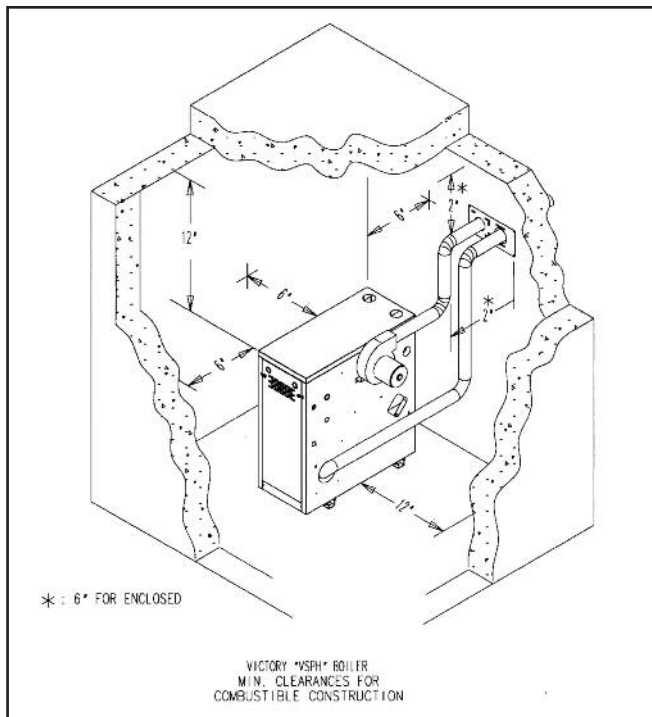 12"
6"
2"*
6"
6"
2"*
12"
* : 6" FOR ENCLOSED
VICTORY "VSPH" BOILER
MIN. CLEARANCES FOR
COMBUSTIBLE CONSTRUCTION